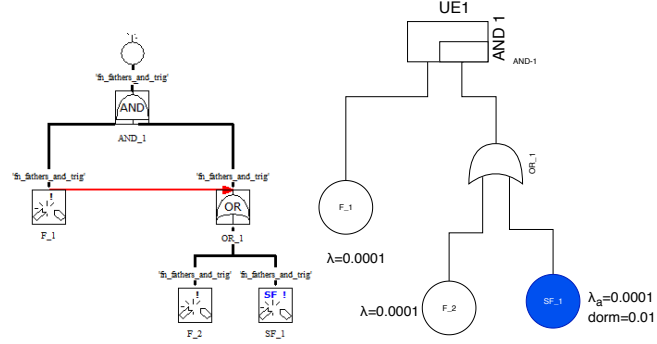 'fn_fathers_and_trig'
AND
AND_1
'fn_fathers_and_trig'
'fn_fathers_and_trig'
!
F_1
OR
OR_1
'fn_fathers_and_trig'
'fn_fathers_and_trig'
!
SF !
F_2
SF_1
UE1
AND 1
AND-1
F_1
λ=0.0001
OR_1
λ=0.0001
F_2
SF_1
λa=0.0001
dorm=0.01